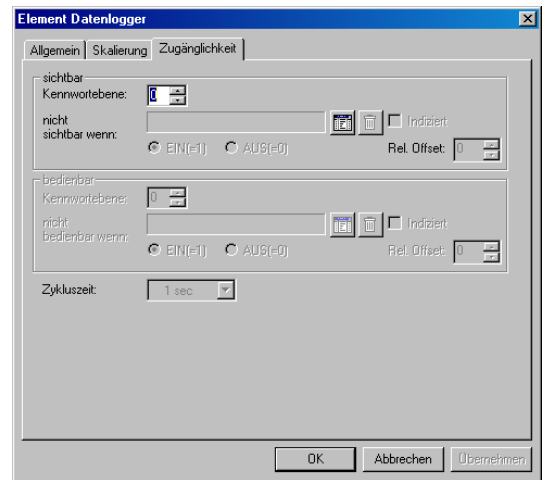 Element Datenlogger
Allgemein Skalierung Zugänglichkeit
sichtbar
Kennwortebene: 0
nicht
sichtbar wenn:
Indiziert
EIN(=1) AUS(=0) Rel. Offset: 0
bedienbar
Kennwortebene: 0
nicht
bedienbar wenn:
Indiziert
EIN(=1) AUS(=0) Rel. Offset: 0
Zykluszeit: 1 sec
OK Abbrechen Übernehmen